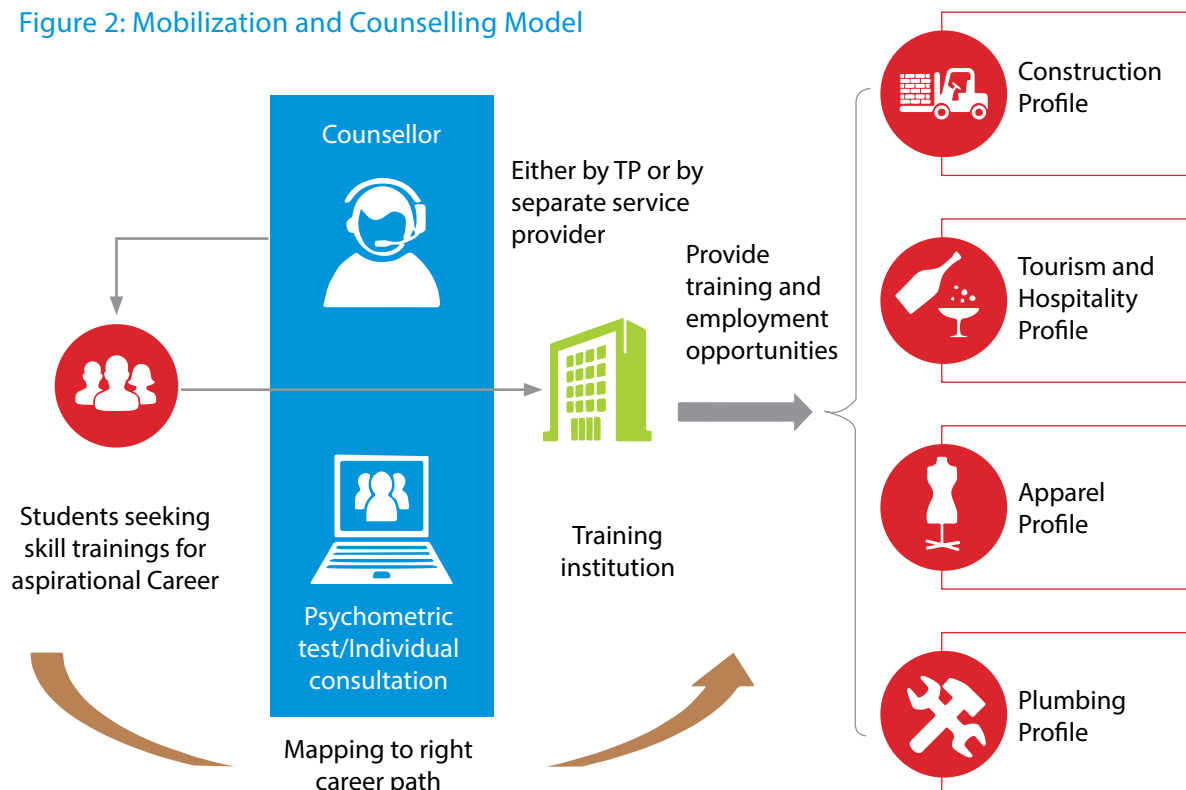 Figure 2: Mobilization and Counselling Model
Counsellor
Either by TP or by
separate service
provider
Provide
training and
employment
opportunities
Students seeking
skill trainings for
aspirational Career
Psychometric
test/Individual
consultation
Training
institution
Mapping to right
career path
Construction
Profile
Tourism and
Hospitality
Profile
Apparel
Profile
Plumbing
Profile